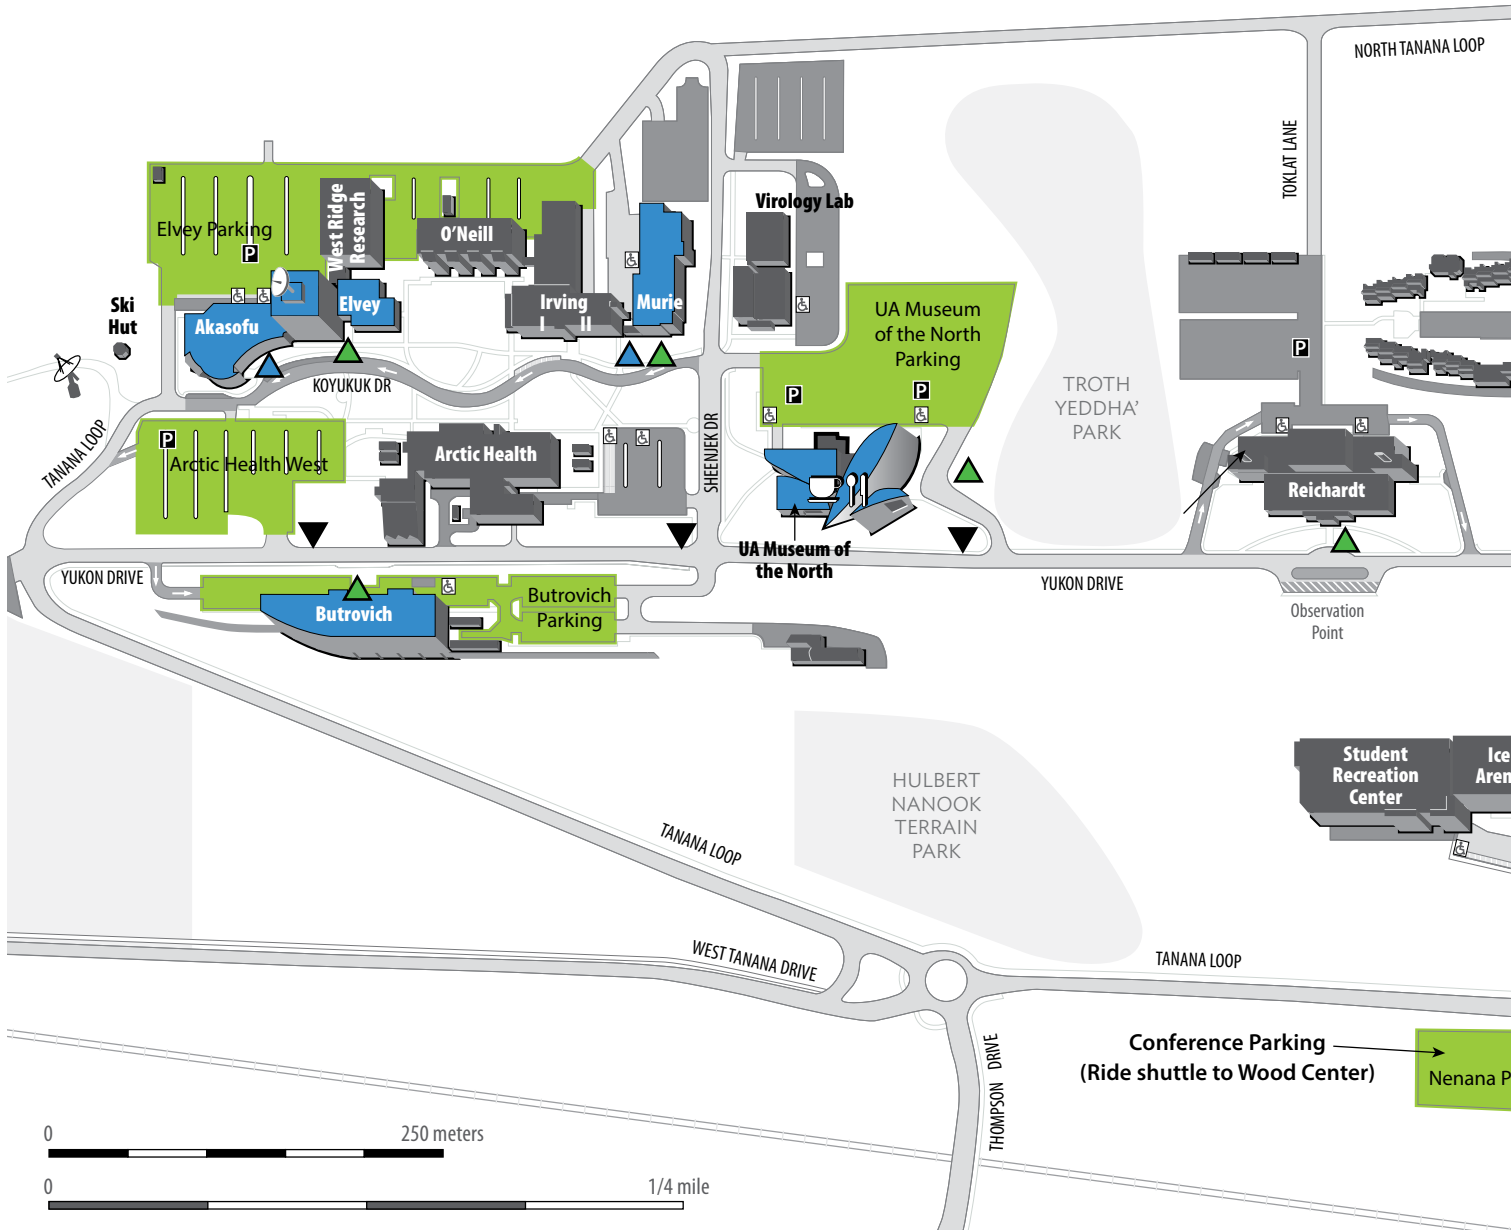 NORTH TANANA LOOP
TOKLAT LANE
Virology Lab
West Ridge
Research
Elvey Parking
P
O'Neill
Ski
Hut
Akasofu
Elvey
Irving
I II
Murie
UA Museum
of the North
Parking
P
P
P
TROTH
YEDDHA'
PARK
KOYUKUK DR
TANANA LOOP
P
Arctic Health West
Arctic Health
SHEENJEK DR
Reichardt
UA Museum of
the North
YUKON DRIVE
YUKON DRIVE
Butrovich
Butrovich
Parking
Observation
Point
Student
Recreation
Center
Ice
Aren
HULBERT
NANOOK
TERRAIN
PARK
TANANA LOOP
WEST TANANA DRIVE
TANANA LOOP
THOMPSON DRIVE
Conference Parking
(Ride shuttle to Wood Center)
Nenana P
0 250 meters
0 1/4 mile